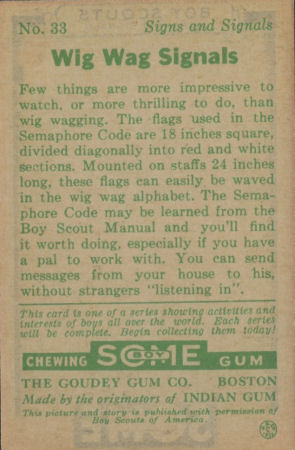 No. 33 Signs and Signals
Wig Wag Signals
Few things are more impressive to
watch, or more thrilling to do, than
wig wagging. The flags used in the
Semaphore Code are 18 inches square,
divided diagonally into red and white
sections. Mounted on staffs 24 inches
long, these flags can easily be waved
in the wig wag alphabet. The Sema-
phore Code may be learned from the
Boy Scout Manual and you'll find
it worth doing, especially if you have
a pal to work with. You can send
messages from your house to his,
without strangers "listening in".
This card is one of a series showing activities and
interests of boys all over the world. Each series
will be complete. Begin collecting them today!
CHEWING SOME BOY GUM
THE GOUDEY GUM CO. BOSTON
Made by the originators of INDIAN GUM
This picture and story is published with permission of
Boy Scouts of America.